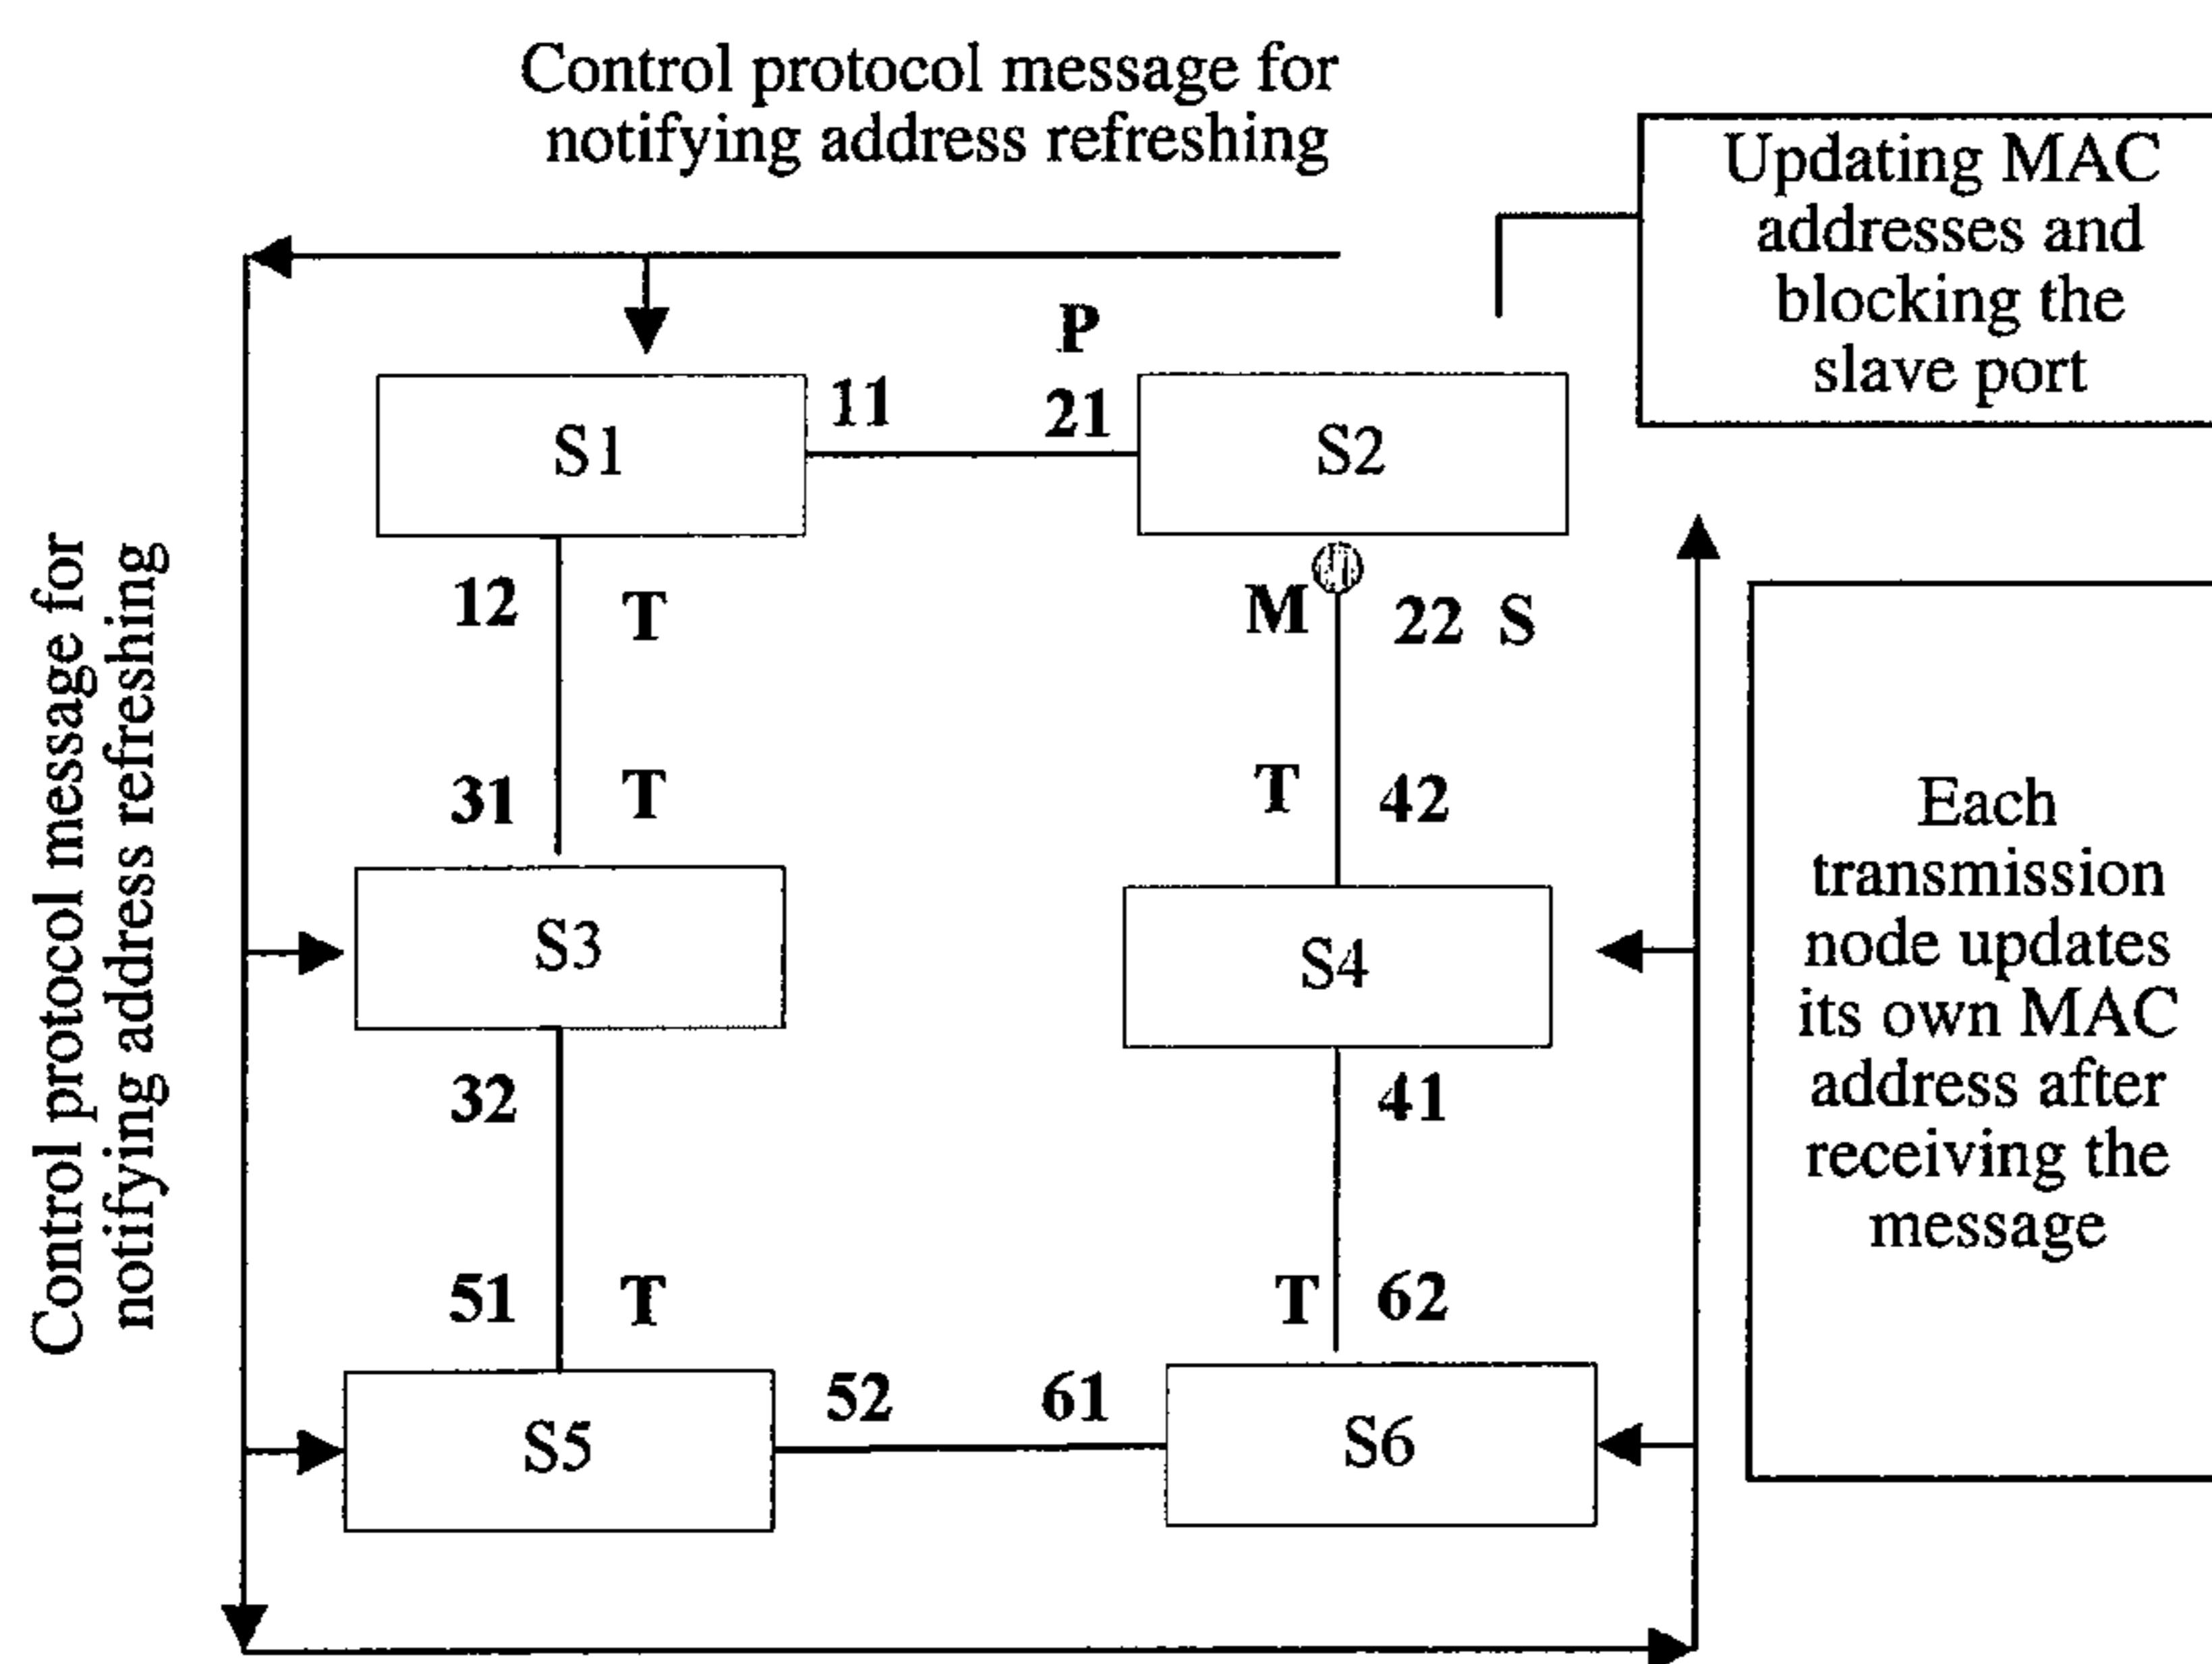 Control protocol message for
notifying address refreshing
Updating MAC
addresses and
blocking the
slave port
P
11
21
S1
S2
12
T
M
22 S
31
T
T
42
S3
S4
32
41
51
T
T
62
52
61
S5
S6
Control protocol message for
notifying address refreshing
Each
transmission
node updates
its own MAC
address after
receiving the
message